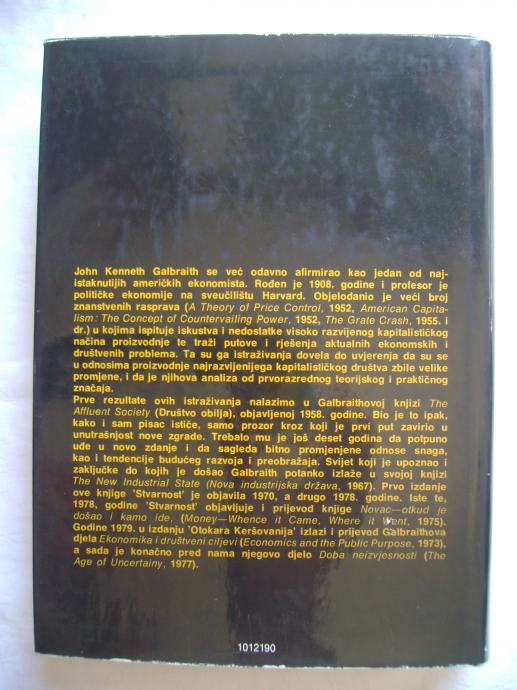 John Kenneth Galbraith se već odavno afirmirao kao jedan od naj-
istaknutijih američkih ekonomista. Rođen je 1908. godine i profesor je
političke ekonomije na sveučilištu Harvard. Objelodanio je veći broj
znanstvenih rasprava (A Theory of Price Control, 1952, American Capita-
lism: The Concept of Countervailing Power, 1952, The Grate Crash, 1955. i
dr.) u kojima ispituje iskustva i nedostatke visoko razvijenog kapitalističkog
načina proizvodnje te traži putove i rješenja aktualnih ekonomskih i
društvenih problema. Ta su ga istraživanja dovela do uvjerenja da su se
u odnosima proizvodnje najrazvijenijega kapitalističkog društva zbile velike
promjene, i da je njihova analiza od prvorazrednog teorijskog i praktičnog
značaja.
Prve rezultate ovih istraživanja nalazimo u Galbraithovoj knjizi The
Affluent Society (Društvo obilja), objavljenoj 1958. godine. Bio je to ipak,
kako i sam pisac ističe, samo prozor kroz koji je prvi put zavirio u
unutrašnjost nove zgrade. Trebalo mu je još deset godina da potpuno
uđe u novo zdanje i da sagleda bitno promjenjene odnose snaga,
kao i tendencije budućeg razvoja i preobražaja. Svijet koji je upoznao i
zaključke do kojih je došao Galbraith potanko izlaže u svojoj knjizi
The New Industrial State (Nova industrijska država, 1967). Prvo izdanje
ove knjige 'Stvarnost' je objavila 1970, a drugo 1978. godine. Iste te,
1978, godine 'Stvarnost' objavljuje i prijevod knjige Novac—otkud je
došao i kamo ide, (Money—Whence it Came, Where it Went, 1975).
Godine 1979. u izdanju 'Otokara Keršovanija' izlazi i prijevod Galbraithova
djela Ekonomika i društveni ciljevi (Economics and the Public Purpose, 1973),
a sada je konačno pred nama njegovo djelo Doba neizvjesnosti (The
Age of Uncertainy, 1977).
1012190